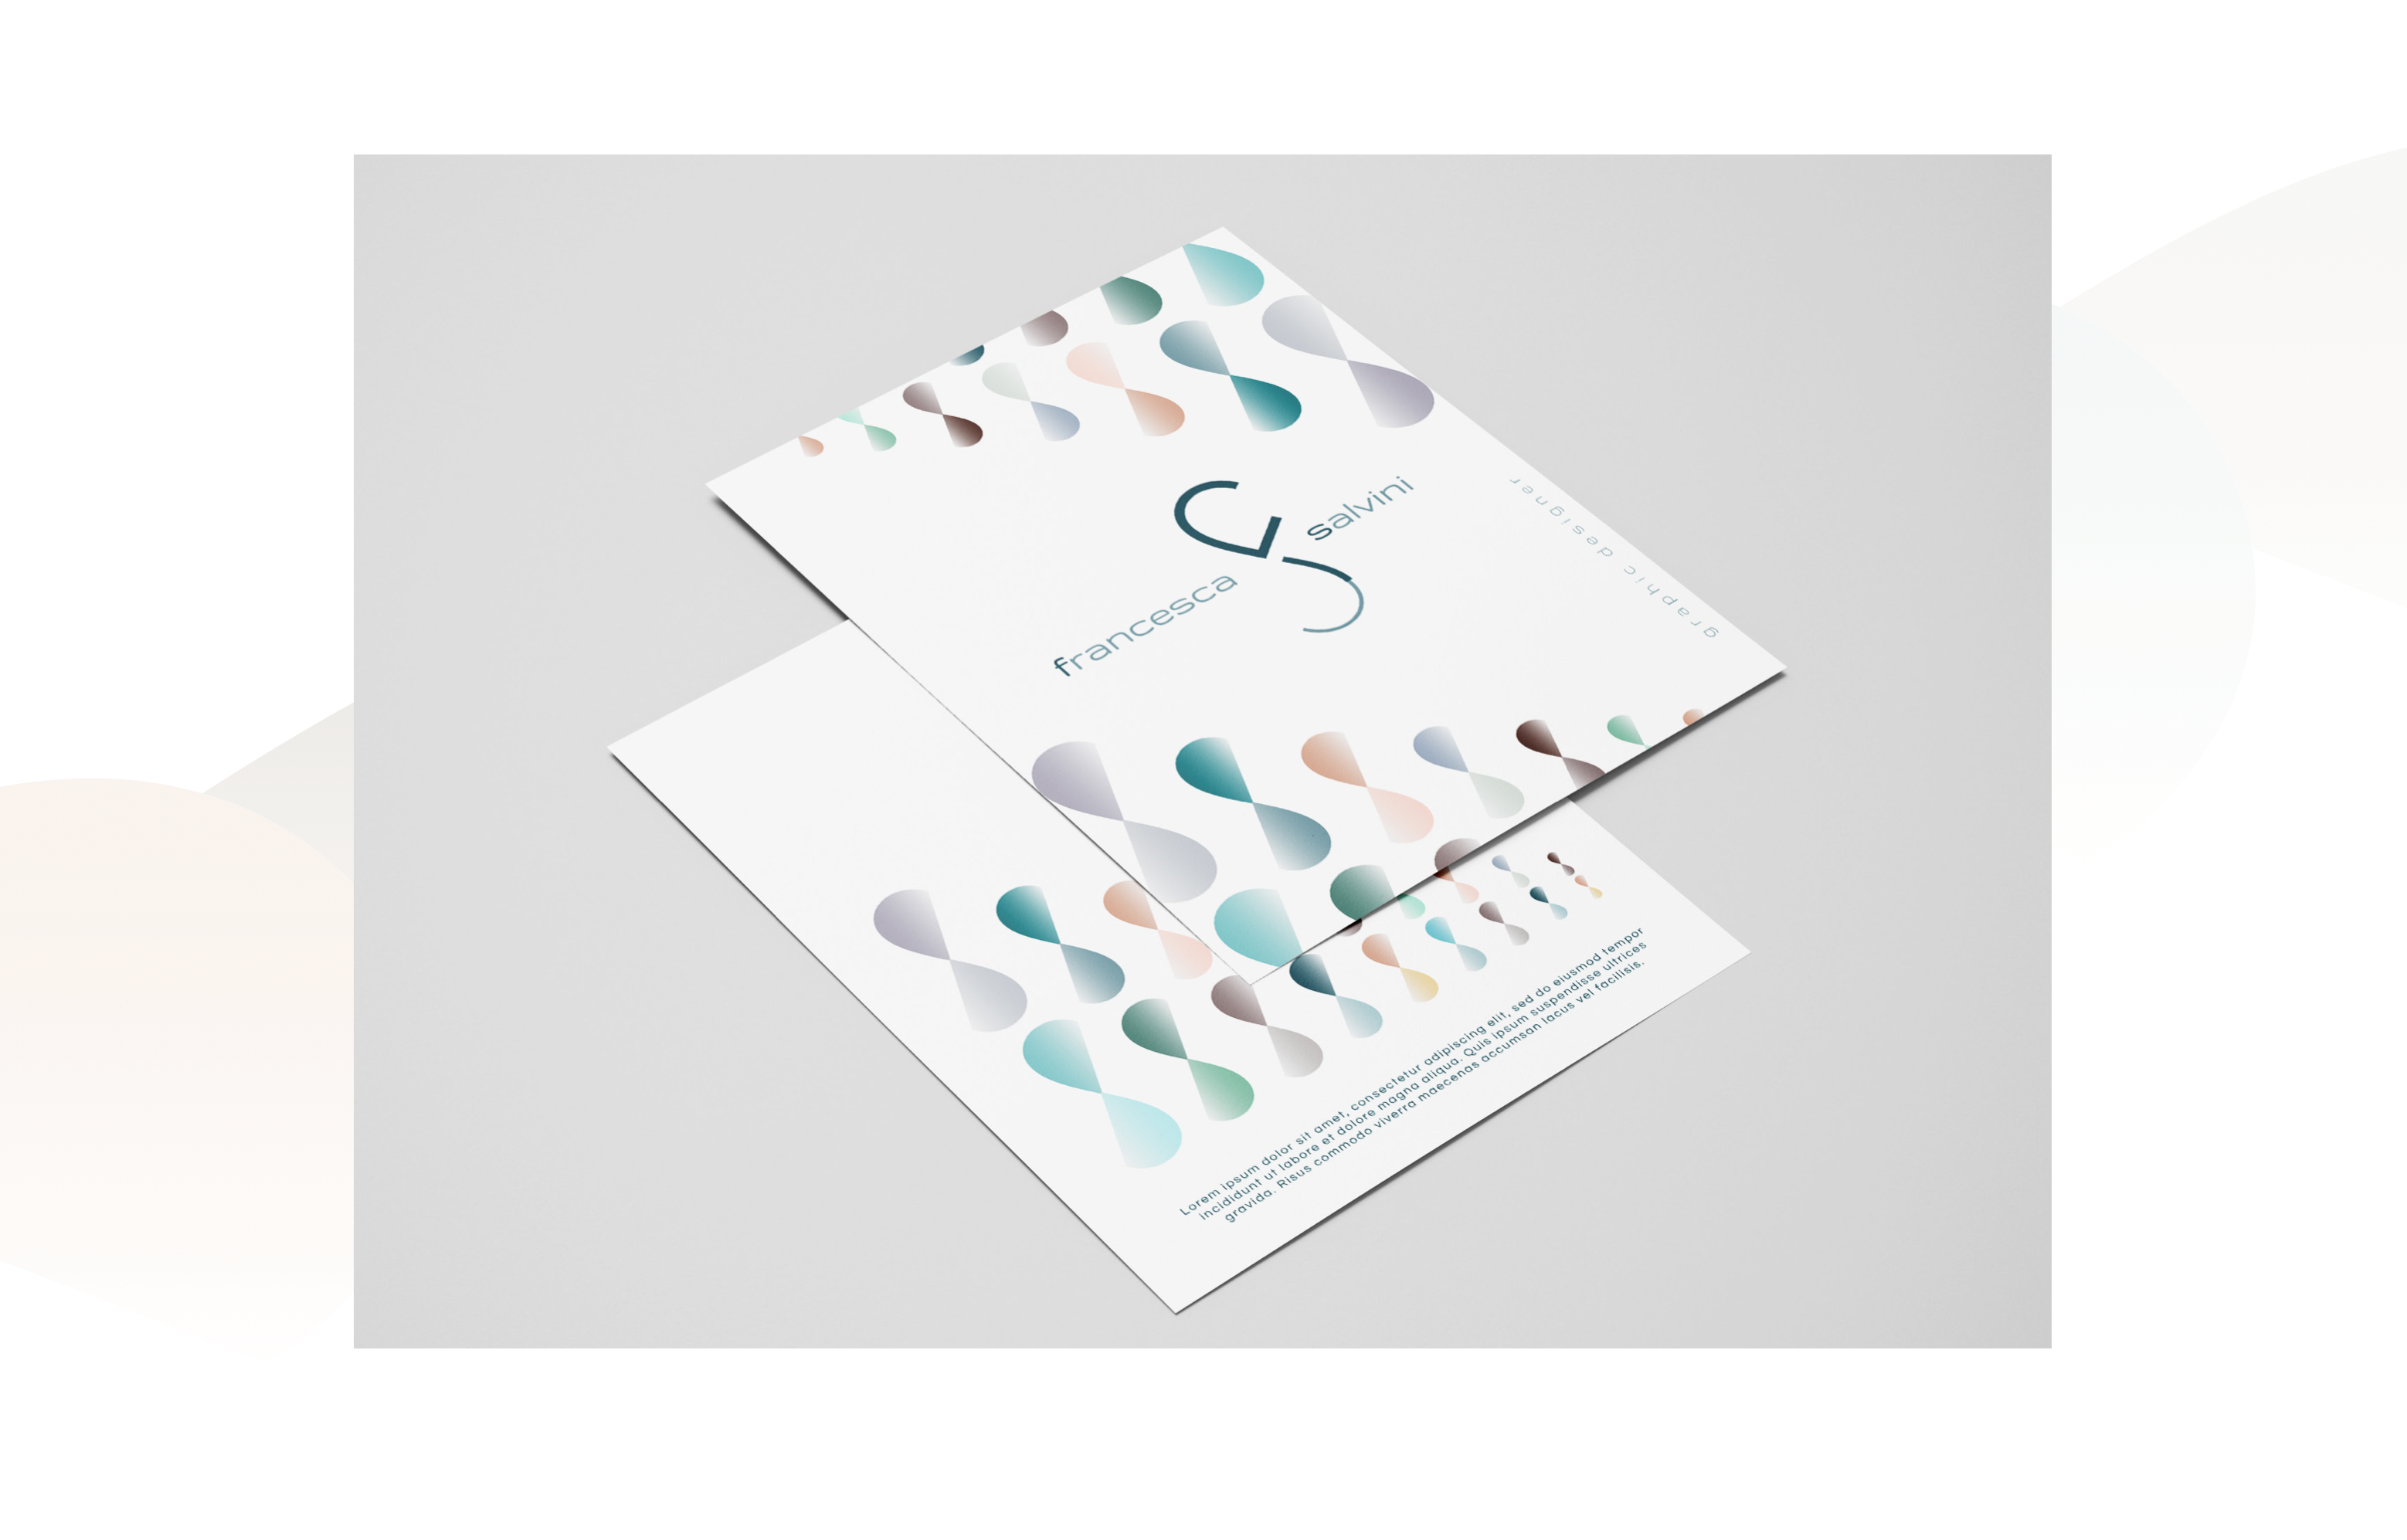 francesca
salvini
graphic designer
Lorem ipsum dolor sit amet, consectetur adipiscing elit, sed do eiusmod tempor
incididunt ut labore et dolore magna aliqua. Quis ipsum suspendisse ultrices
gravida. Risus commodo viverra maecenas accumsan lacus vel facilisis.